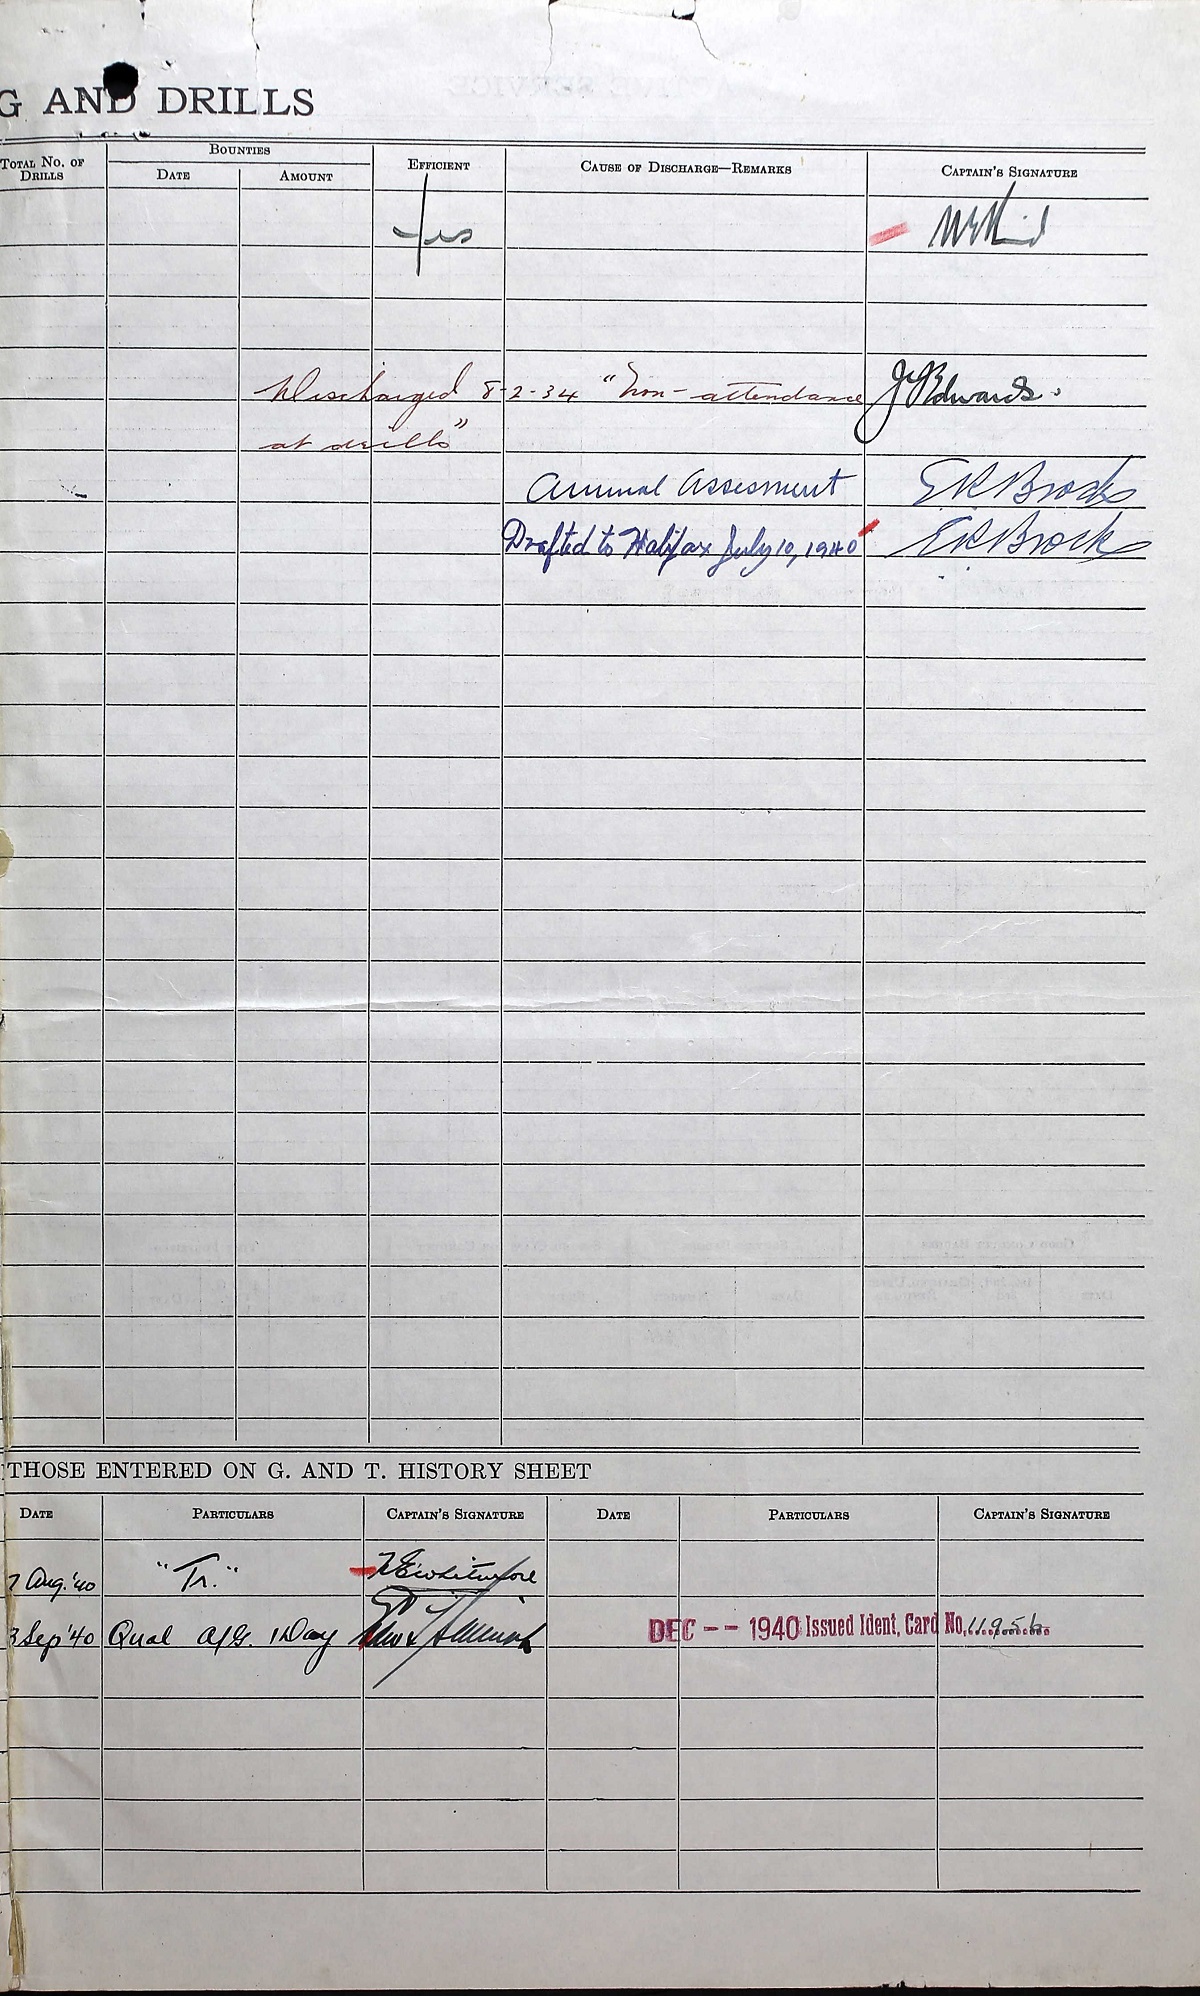 G AND DRILLS
TOTAL NO. OF DRILLS
BOUNTIES
DATE
AMOUNT
EFFICIENT
CAUSE OF DISCHARGE—REMARKS
CAPTAIN'S SIGNATURE
Yes
Discharged 8-2-34 "Non-attendance
J Edwards.
at drills"
Annual Assessment
E R Brock
Drafted to Halifax July 10, 1940
E R Brock
THOSE ENTERED ON G. AND T. HISTORY SHEET
DATE
PARTICULARS
CAPTAIN'S SIGNATURE
DATE
PARTICULARS
CAPTAIN'S SIGNATURE
7 Aug.'40
"Tr."
3 Sep '40
Qual A/G. 1 Day
DEC -- 1940 Issued Ident. Card No.